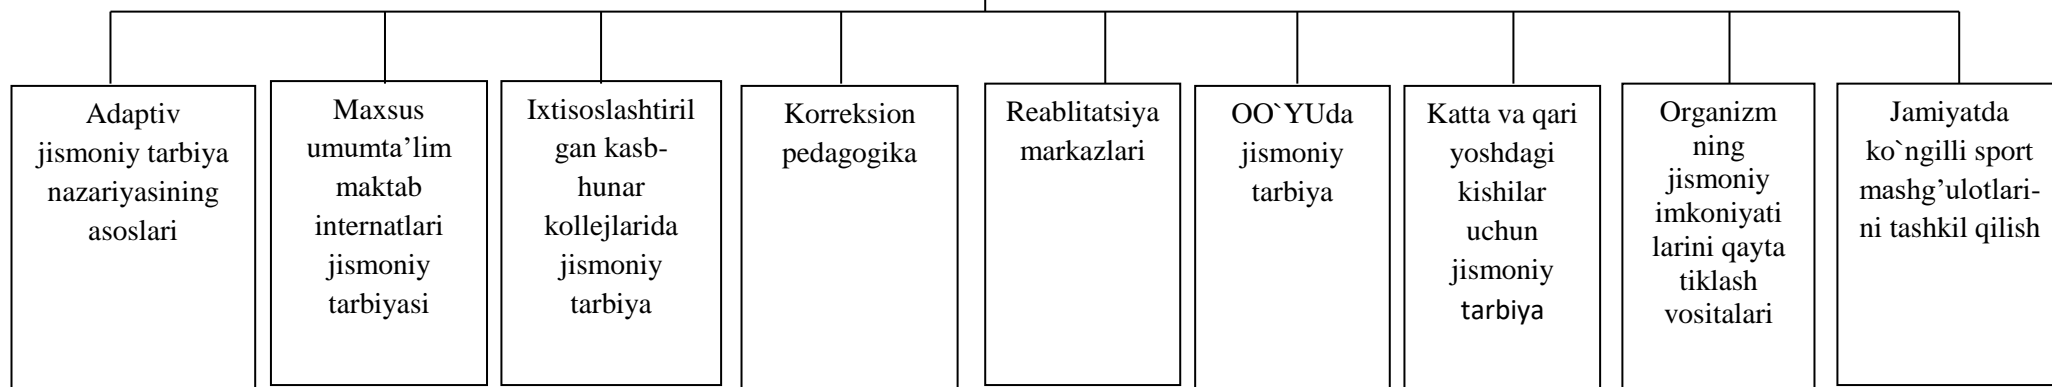 Adaptiv
jismoniy tarbiya
nazariyasining
asoslari
Maxsus
umumta’lim
maktab
internatlari
jismoniy
tarbiyasi
Ixtisoslashtiril
gan kasb-
hunar
kollejlarida
jismoniy
tarbiya
Korreksion
pedagogika
Reablitatsiya
markazlari
OO`YUda
jismoniy
tarbiya
Katta va qari
yoshdagi
kishilar
uchun
jismoniy
tarbiya
Organizm
ning
jismoniy
imkoniyati
larini qayta
tiklash
vositalari
Jamiyatda
ko`ngilli sport
mashg’ulotlari-
ni tashkil qilish